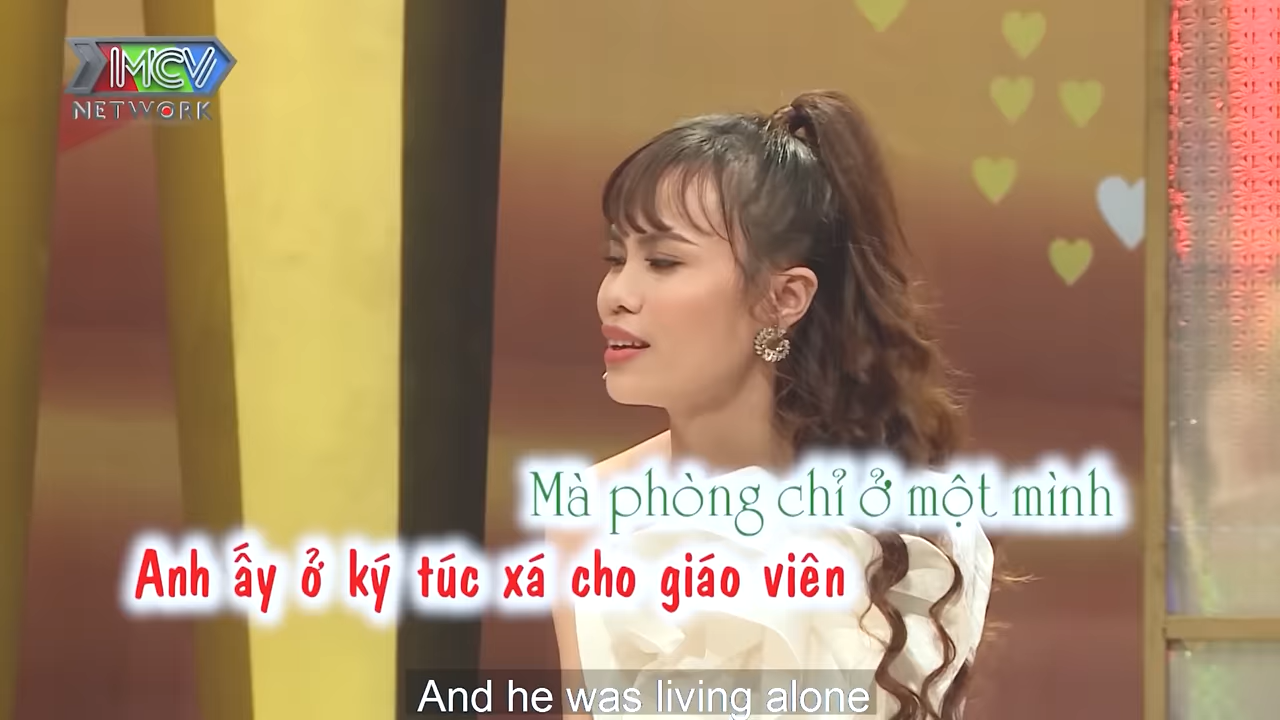 MCV
NETWORK
Mà phòng chỉ ở một mình
Anh ấy ở ký túc xá cho giáo viên
And he was living alone